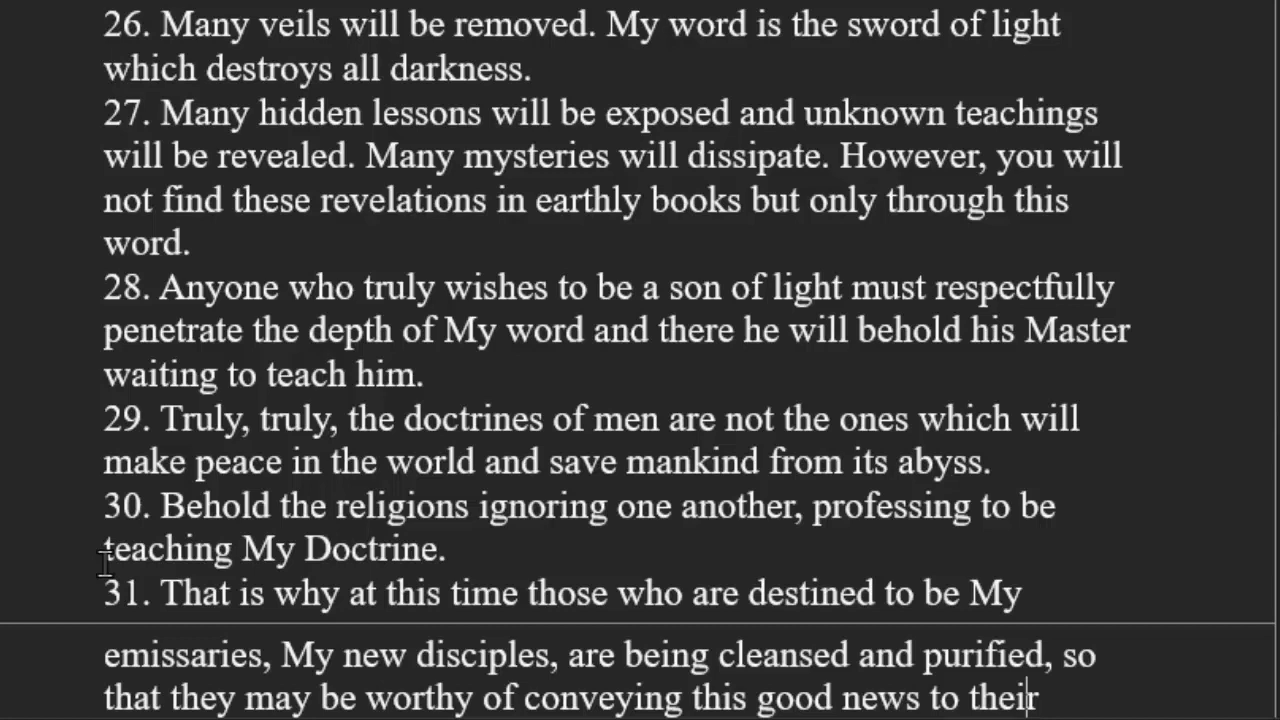 26. Many veils will be removed. My word is the sword of light
which destroys all darkness.
27. Many hidden lessons will be exposed and unknown teachings
will be revealed. Many mysteries will dissipate. However, you will
not find these revelations in earthly books but only through this
word.
28. Anyone who truly wishes to be a son of light must respectfully
penetrate the depth of My word and there he will behold his Master
waiting to teach him.
29. Truly, truly, the doctrines of men are not the ones which will
make peace in the world and save mankind from its abyss.
30. Behold the religions ignoring one another, professing to be
teaching My Doctrine.
31. That is why at this time those who are destined to be My
emissaries, My new disciples, are being cleansed and purified, so
that they may be worthy of conveying this good news to their